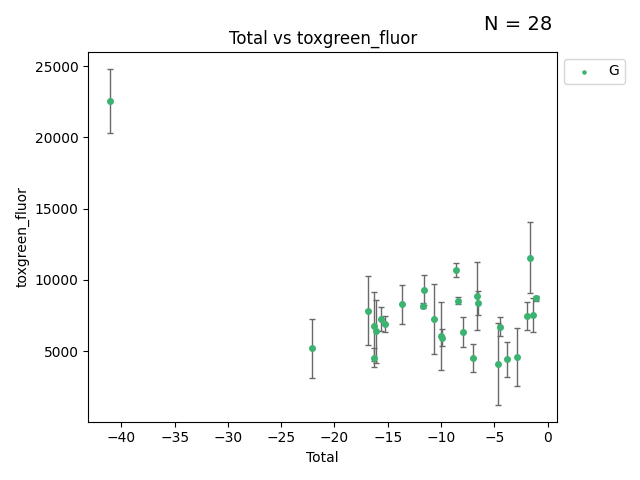 N = 28
Total vs toxgreen_fluor
G
25000
20000
15000
10000
5000
toxgreen_fluor
−40 −35 −30 −25 −20 −15 −10 −5 0
Total